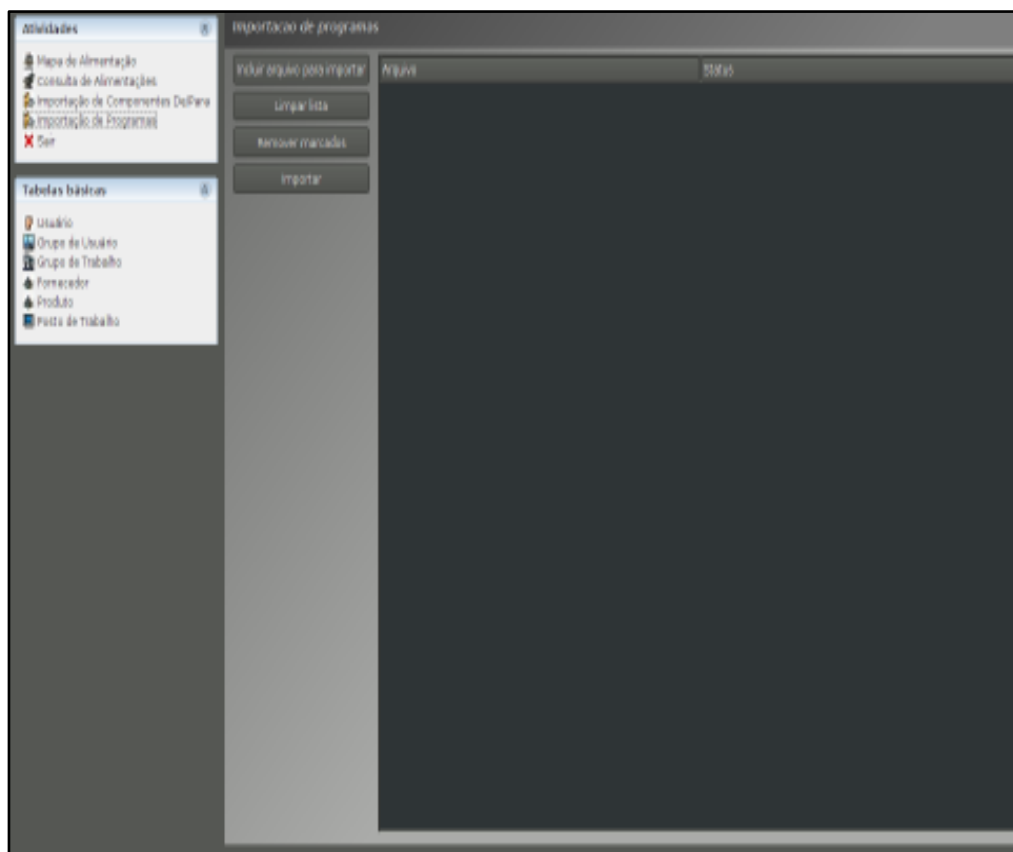 Atividades
Mapa de Alimentação
Consulta de Alimentações
Importação de Componentes De/Para
Importação de Programas
Sair
Tabelas básicas
Usuário
Grupo de Usuário
Grupo de Trabalho
Fornecedor
Produto
Posto de Trabalho
Importacao de programas
Incluir arquivo para importar
Limpar lista
Remover marcados
Importar
Arquivo Status